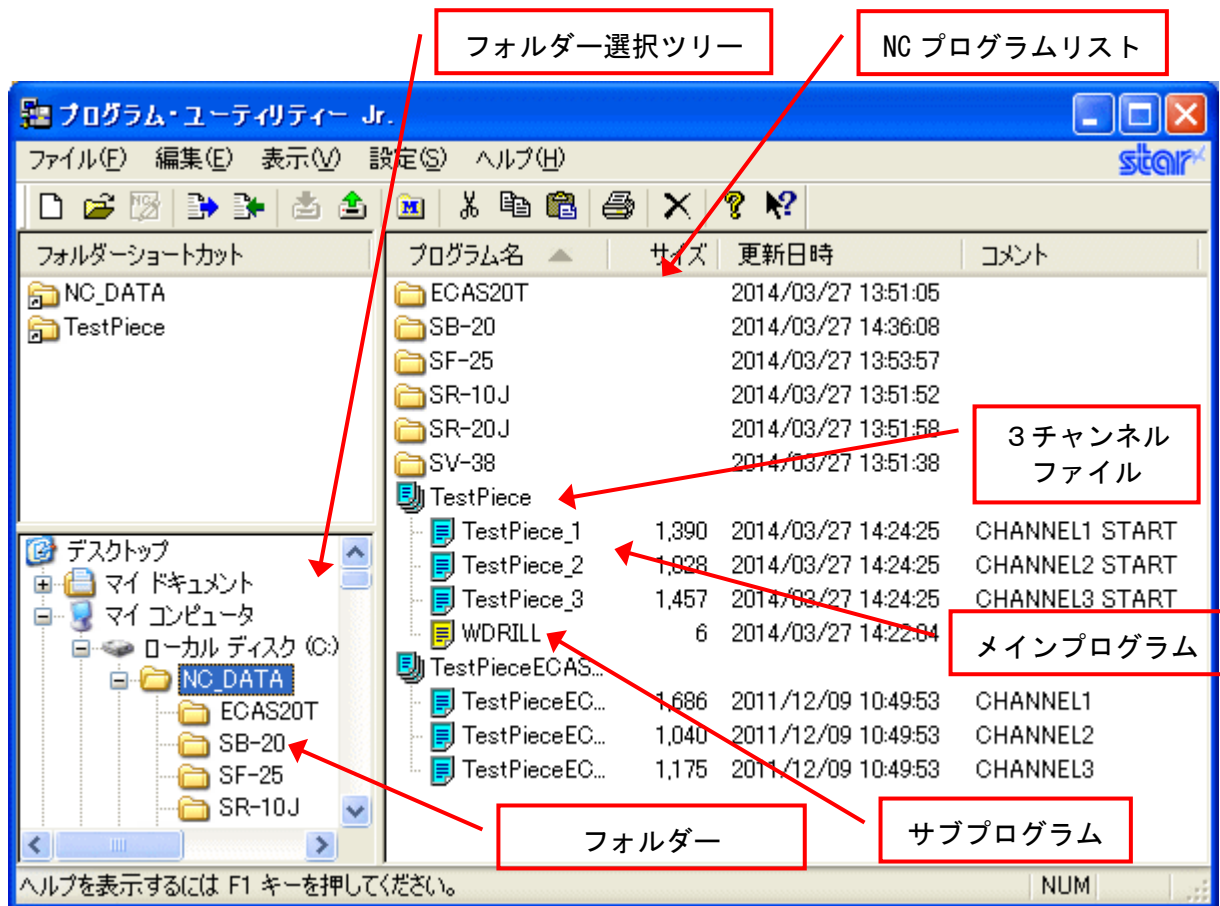 フォルダー選択ツリー
NC プログラムリスト
プログラム・ユーティリティー Jr.
ファイル(F) 編集(E) 表示(V) 設定(S) ヘルプ(H)
star
フォルダーショートカット
NC_DATA
TestPiece
プログラム名 サイズ 更新日時 コメント
ECAS20T 2014/03/27 13:51:05
SB-20 2014/03/27 14:36:08
SF-25 2014/03/27 13:53:57
SR-10J 2014/03/27 13:51:52
SR-20J 2014/03/27 13:51:58
SV-38 2014/03/27 13:51:38
TestPiece
TestPiece_1 1,390 2014/03/27 14:24:25 CHANNEL1 START
TestPiece_2 1,028 2014/03/27 14:24:25 CHANNEL2 START
TestPiece_3 1,457 2014/03/27 14:24:25 CHANNEL3 START
WDRILL 6 2014/03/27 14:22:04
TestPieceECAS...
TestPieceEC... 1,686 2011/12/09 10:49:53 CHANNEL1
TestPieceEC... 1,040 2011/12/09 10:49:53 CHANNEL2
TestPieceEC... 1,175 2011/12/09 10:49:53 CHANNEL3
3チャンネル
ファイル
メインプログラム
サブプログラム
デスクトップ
マイ ドキュメント
マイ コンピュータ
ローカル ディスク (C:)
NC_DATA
ECAS20T
SB-20
SF-25
SR-10J
フォルダー
ヘルプを表示するには F1 キーを押してください。
NUM